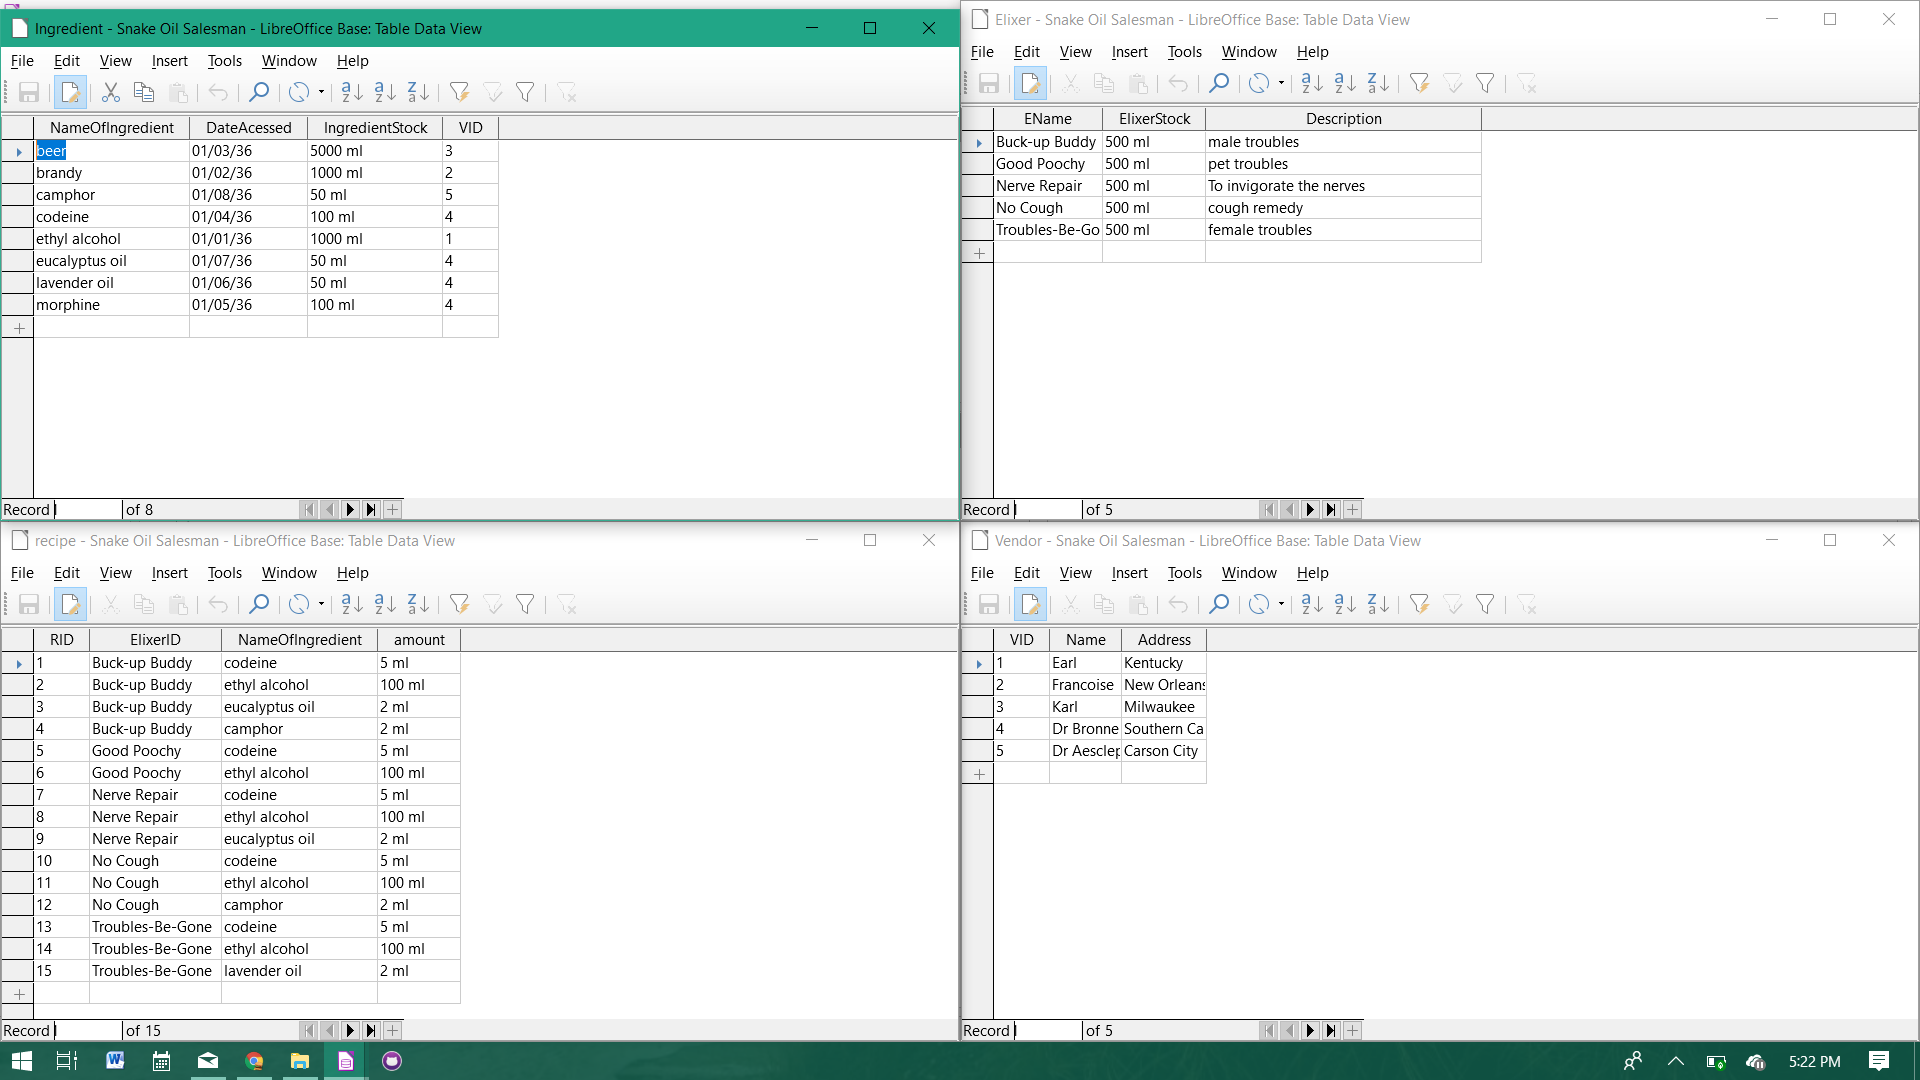 Ingredient - Snake Oil Salesman - LibreOffice Base: Table Data View
File Edit View Insert Tools Window Help
NameOfIngredient DateAcessed IngredientStock VID
beer 01/03/36 5000 ml 3
brandy 01/02/36 1000 ml 2
camphor 01/08/36 50 ml 5
codeine 01/04/36 100 ml 4
ethyl alcohol 01/01/36 1000 ml 1
eucalyptus oil 01/07/36 50 ml 4
lavender oil 01/06/36 50 ml 4
morphine 01/05/36 100 ml 4
Record of 8
Elixer - Snake Oil Salesman - LibreOffice Base: Table Data View
File Edit View Insert Tools Window Help
EName ElixerStock Description
Buck-up Buddy 500 ml male troubles
Good Poochy 500 ml pet troubles
Nerve Repair 500 ml To invigorate the nerves
No Cough 500 ml cough remedy
Troubles-Be-Go 500 ml female troubles
Record of 5
recipe - Snake Oil Salesman - LibreOffice Base: Table Data View
File Edit View Insert Tools Window Help
RID ElixerID NameOfIngredient amount
1 Buck-up Buddy codeine 5 ml
2 Buck-up Buddy ethyl alcohol 100 ml
3 Buck-up Buddy eucalyptus oil 2 ml
4 Buck-up Buddy camphor 2 ml
5 Good Poochy codeine 5 ml
6 Good Poochy ethyl alcohol 100 ml
7 Nerve Repair codeine 5 ml
8 Nerve Repair ethyl alcohol 100 ml
9 Nerve Repair eucalyptus oil 2 ml
10 No Cough codeine 5 ml
11 No Cough ethyl alcohol 100 ml
12 No Cough camphor 2 ml
13 Troubles-Be-Gone codeine 5 ml
14 Troubles-Be-Gone ethyl alcohol 100 ml
15 Troubles-Be-Gone lavender oil 2 ml
Record of 15
Vendor - Snake Oil Salesman - LibreOffice Base: Table Data View
File Edit View Insert Tools Window Help
VID Name Address
1 Earl Kentucky
2 Francoise New Orleans
3 Karl Milwaukee
4 Dr Bronne Southern Ca
5 Dr Aesclep Carson City
Record of 5
5:22 PM